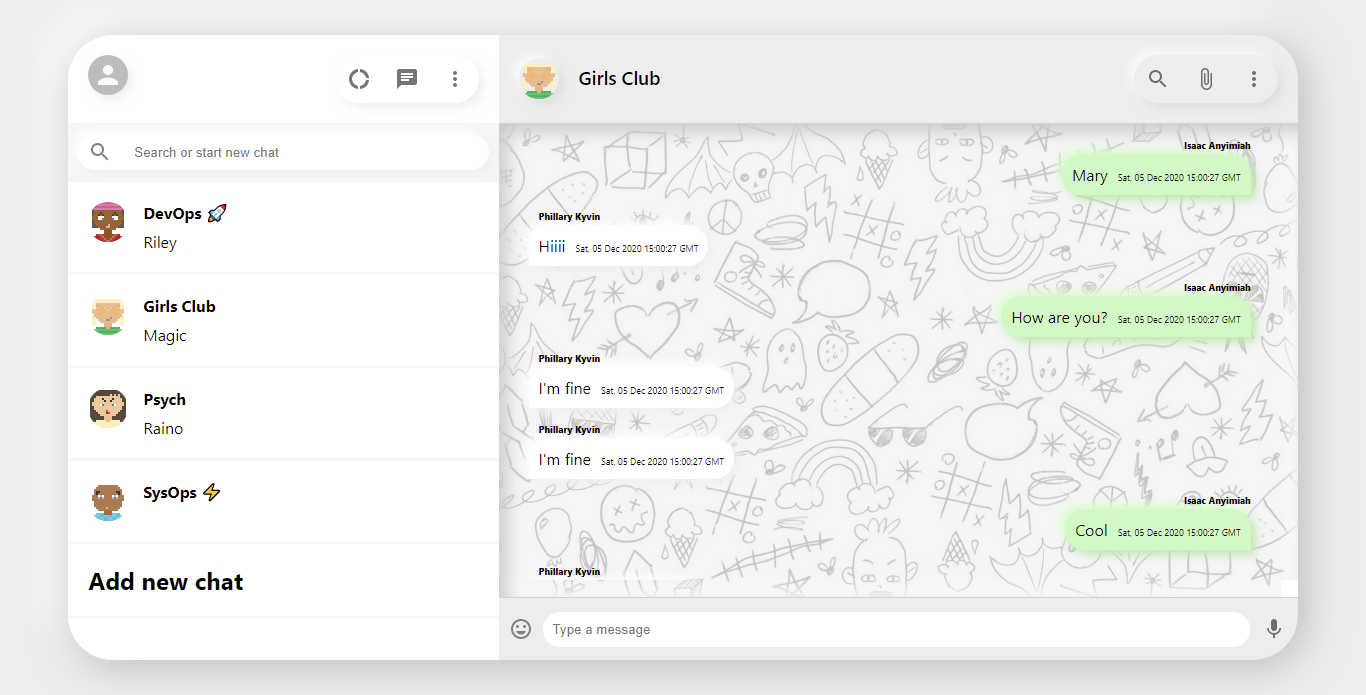 Search or start new chat
DevOps 🚀
Riley
Girls Club
Magic
Psych
Raino
SysOps ⚡
Add new chat
Girls Club
Isaac Anyimiah
Mary Sat, 05 Dec 2020 15:00:27 GMT
Phillary Kyvin
Hiiii Sat, 05 Dec 2020 15:00:27 GMT
Isaac Anyimiah
How are you? Sat, 05 Dec 2020 15:00:27 GMT
Phillary Kyvin
I'm fine Sat, 05 Dec 2020 15:00:27 GMT
Phillary Kyvin
I'm fine Sat, 05 Dec 2020 15:00:27 GMT
Isaac Anyimiah
Cool Sat, 05 Dec 2020 15:00:27 GMT
Phillary Kyvin
Type a message